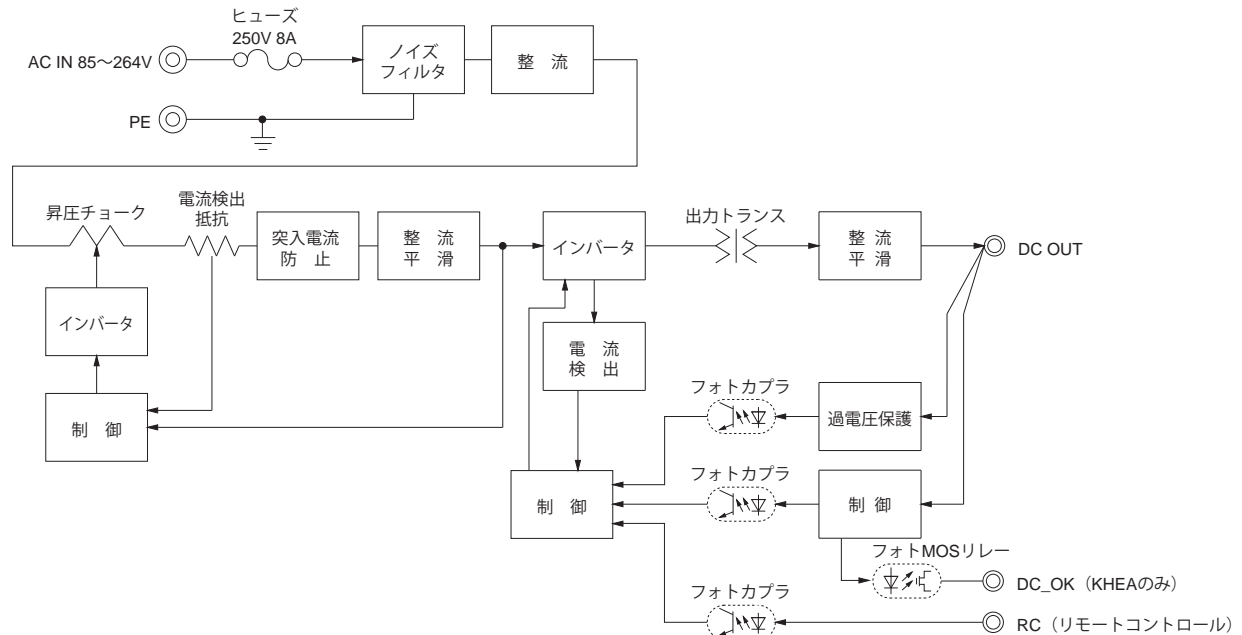 ヒューズ
250V 8A
AC IN 85～264V
ノイズ
フィルタ
整 流
PE
昇圧チョーク
電流検出
抵抗
突入電流
防 止
整 流
平 滑
インバータ
出力トランス
整 流
平 滑
DC OUT
インバータ
電 流
検 出
制 御
フォトカプラ
過電圧保護
フォトカプラ
制 御
制 御
フォトMOSリレー
DC_OK（KHEAのみ）
フォトカプラ
RC（リモートコントロール）